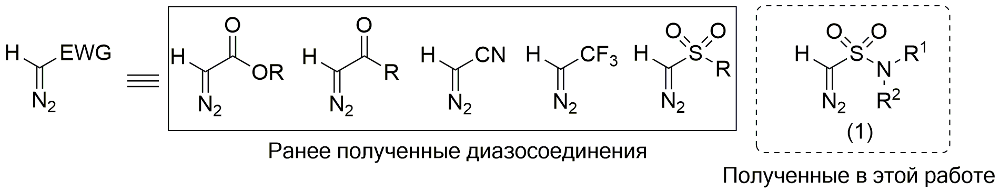 H EWG N2
H O OR N2
H O R N2
H CN N2
H CF3 N2
H O O S R N2
H O O S N R1 R2 N2
(1)
Ранее полученные диазосоединения
Полученные в этой работе